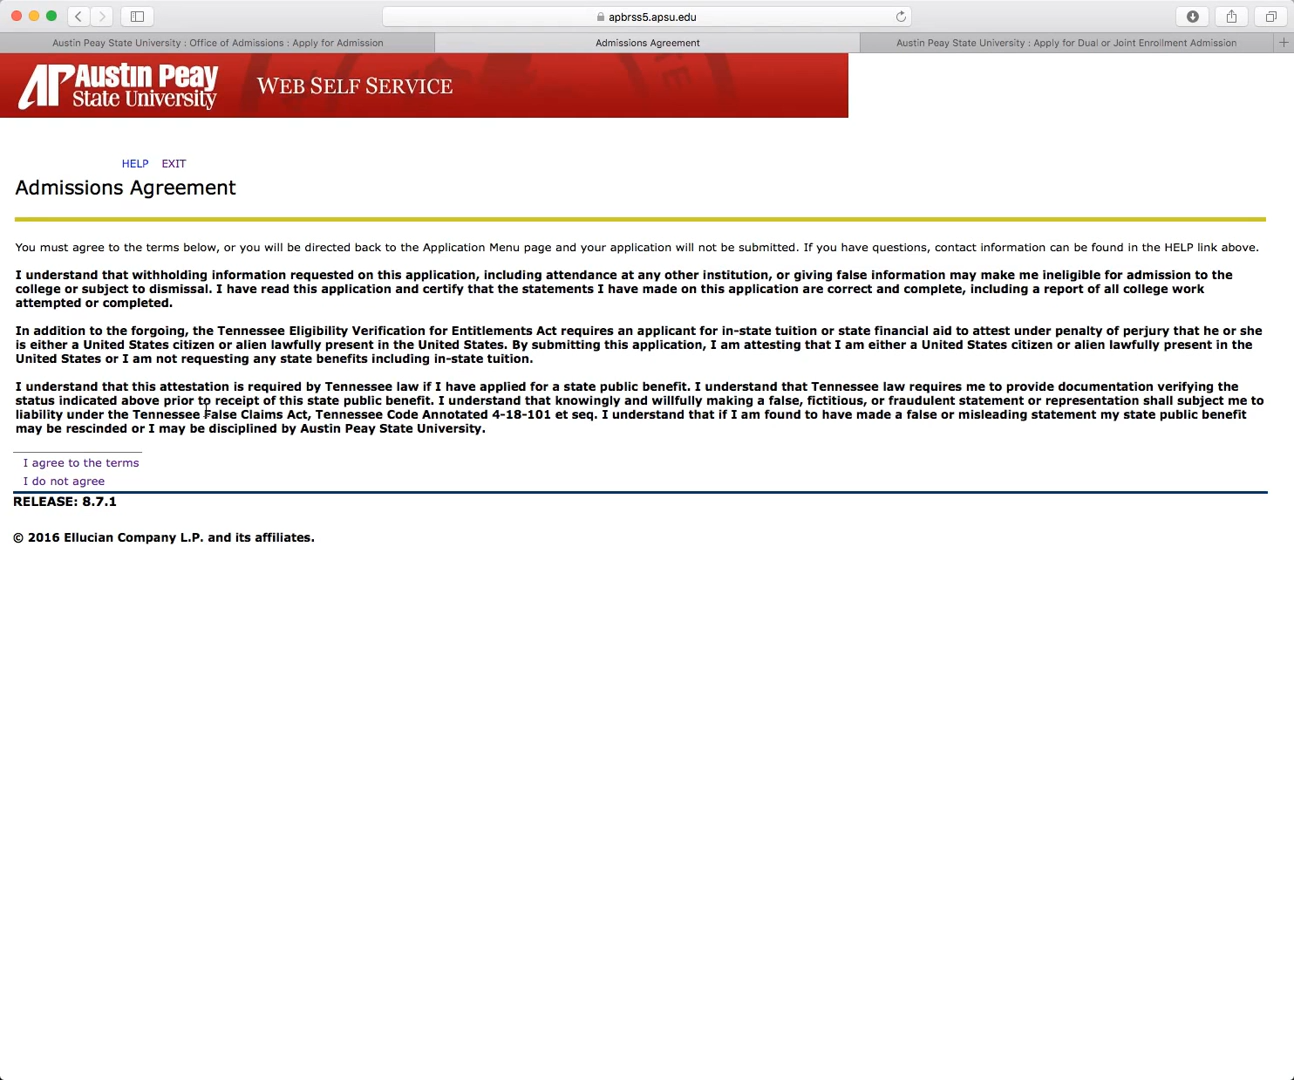 apbrss5.apsu.edu
Austin Peay State University : Office of Admissions : Apply for Admission
Admissions Agreement
Austin Peay State University : Apply for Dual or Joint Enrollment Admission
AP Austin Peay
State University
WEB SELF SERVICE
HELP EXIT
Admissions Agreement
You must agree to the terms below, or you will be directed back to the Application Menu page and your application will not be submitted. If you have questions, contact information can be found in the HELP link above.
I understand that withholding information requested on this application, including attendance at any other institution, or giving false information may make me ineligible for admission to the
college or subject to dismissal. I have read this application and certify that the statements I have made on this application are correct and complete, including a report of all college work
attempted or completed.
In addition to the forgoing, the Tennessee Eligibility Verification for Entitlements Act requires an applicant for in-state tuition or state financial aid to attest under penalty of perjury that he or she
is either a United States citizen or alien lawfully present in the United States. By submitting this application, I am attesting that I am either a United States citizen or alien lawfully present in the
United States or I am not requesting any state benefits including in-state tuition.
I understand that this attestation is required by Tennessee law if I have applied for a state public benefit. I understand that Tennessee law requires me to provide documentation verifying the
status indicated above prior to receipt of this state public benefit. I understand that knowingly and willfully making a false, fictitious, or fraudulent statement or representation shall subject me to
liability under the Tennessee False Claims Act, Tennessee Code Annotated 4-18-101 et seq. I understand that if I am found to have made a false or misleading statement my state public benefit
may be rescinded or I may be disciplined by Austin Peay State University.
I agree to the terms
I do not agree
RELEASE: 8.7.1
© 2016 Ellucian Company L.P. and its affiliates.